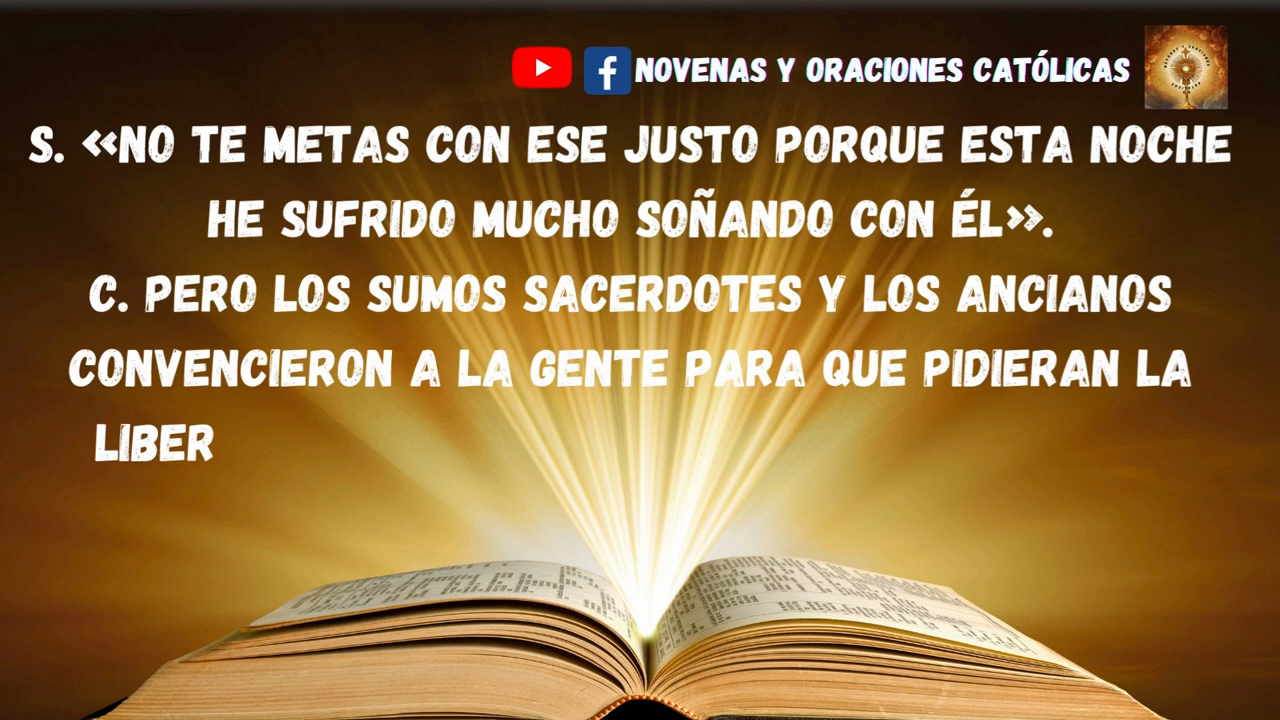 NOVENAS Y ORACIONES CATÓLICAS
S. «NO TE METAS CON ESE JUSTO PORQUE ESTA NOCHE
HE SUFRIDO MUCHO SOÑANDO CON ÉL».
C. PERO LOS SUMOS SACERDOTES Y LOS ANCIANOS
CONVENCIERON A LA GENTE PARA QUE PIDIERAN LA
LIBER